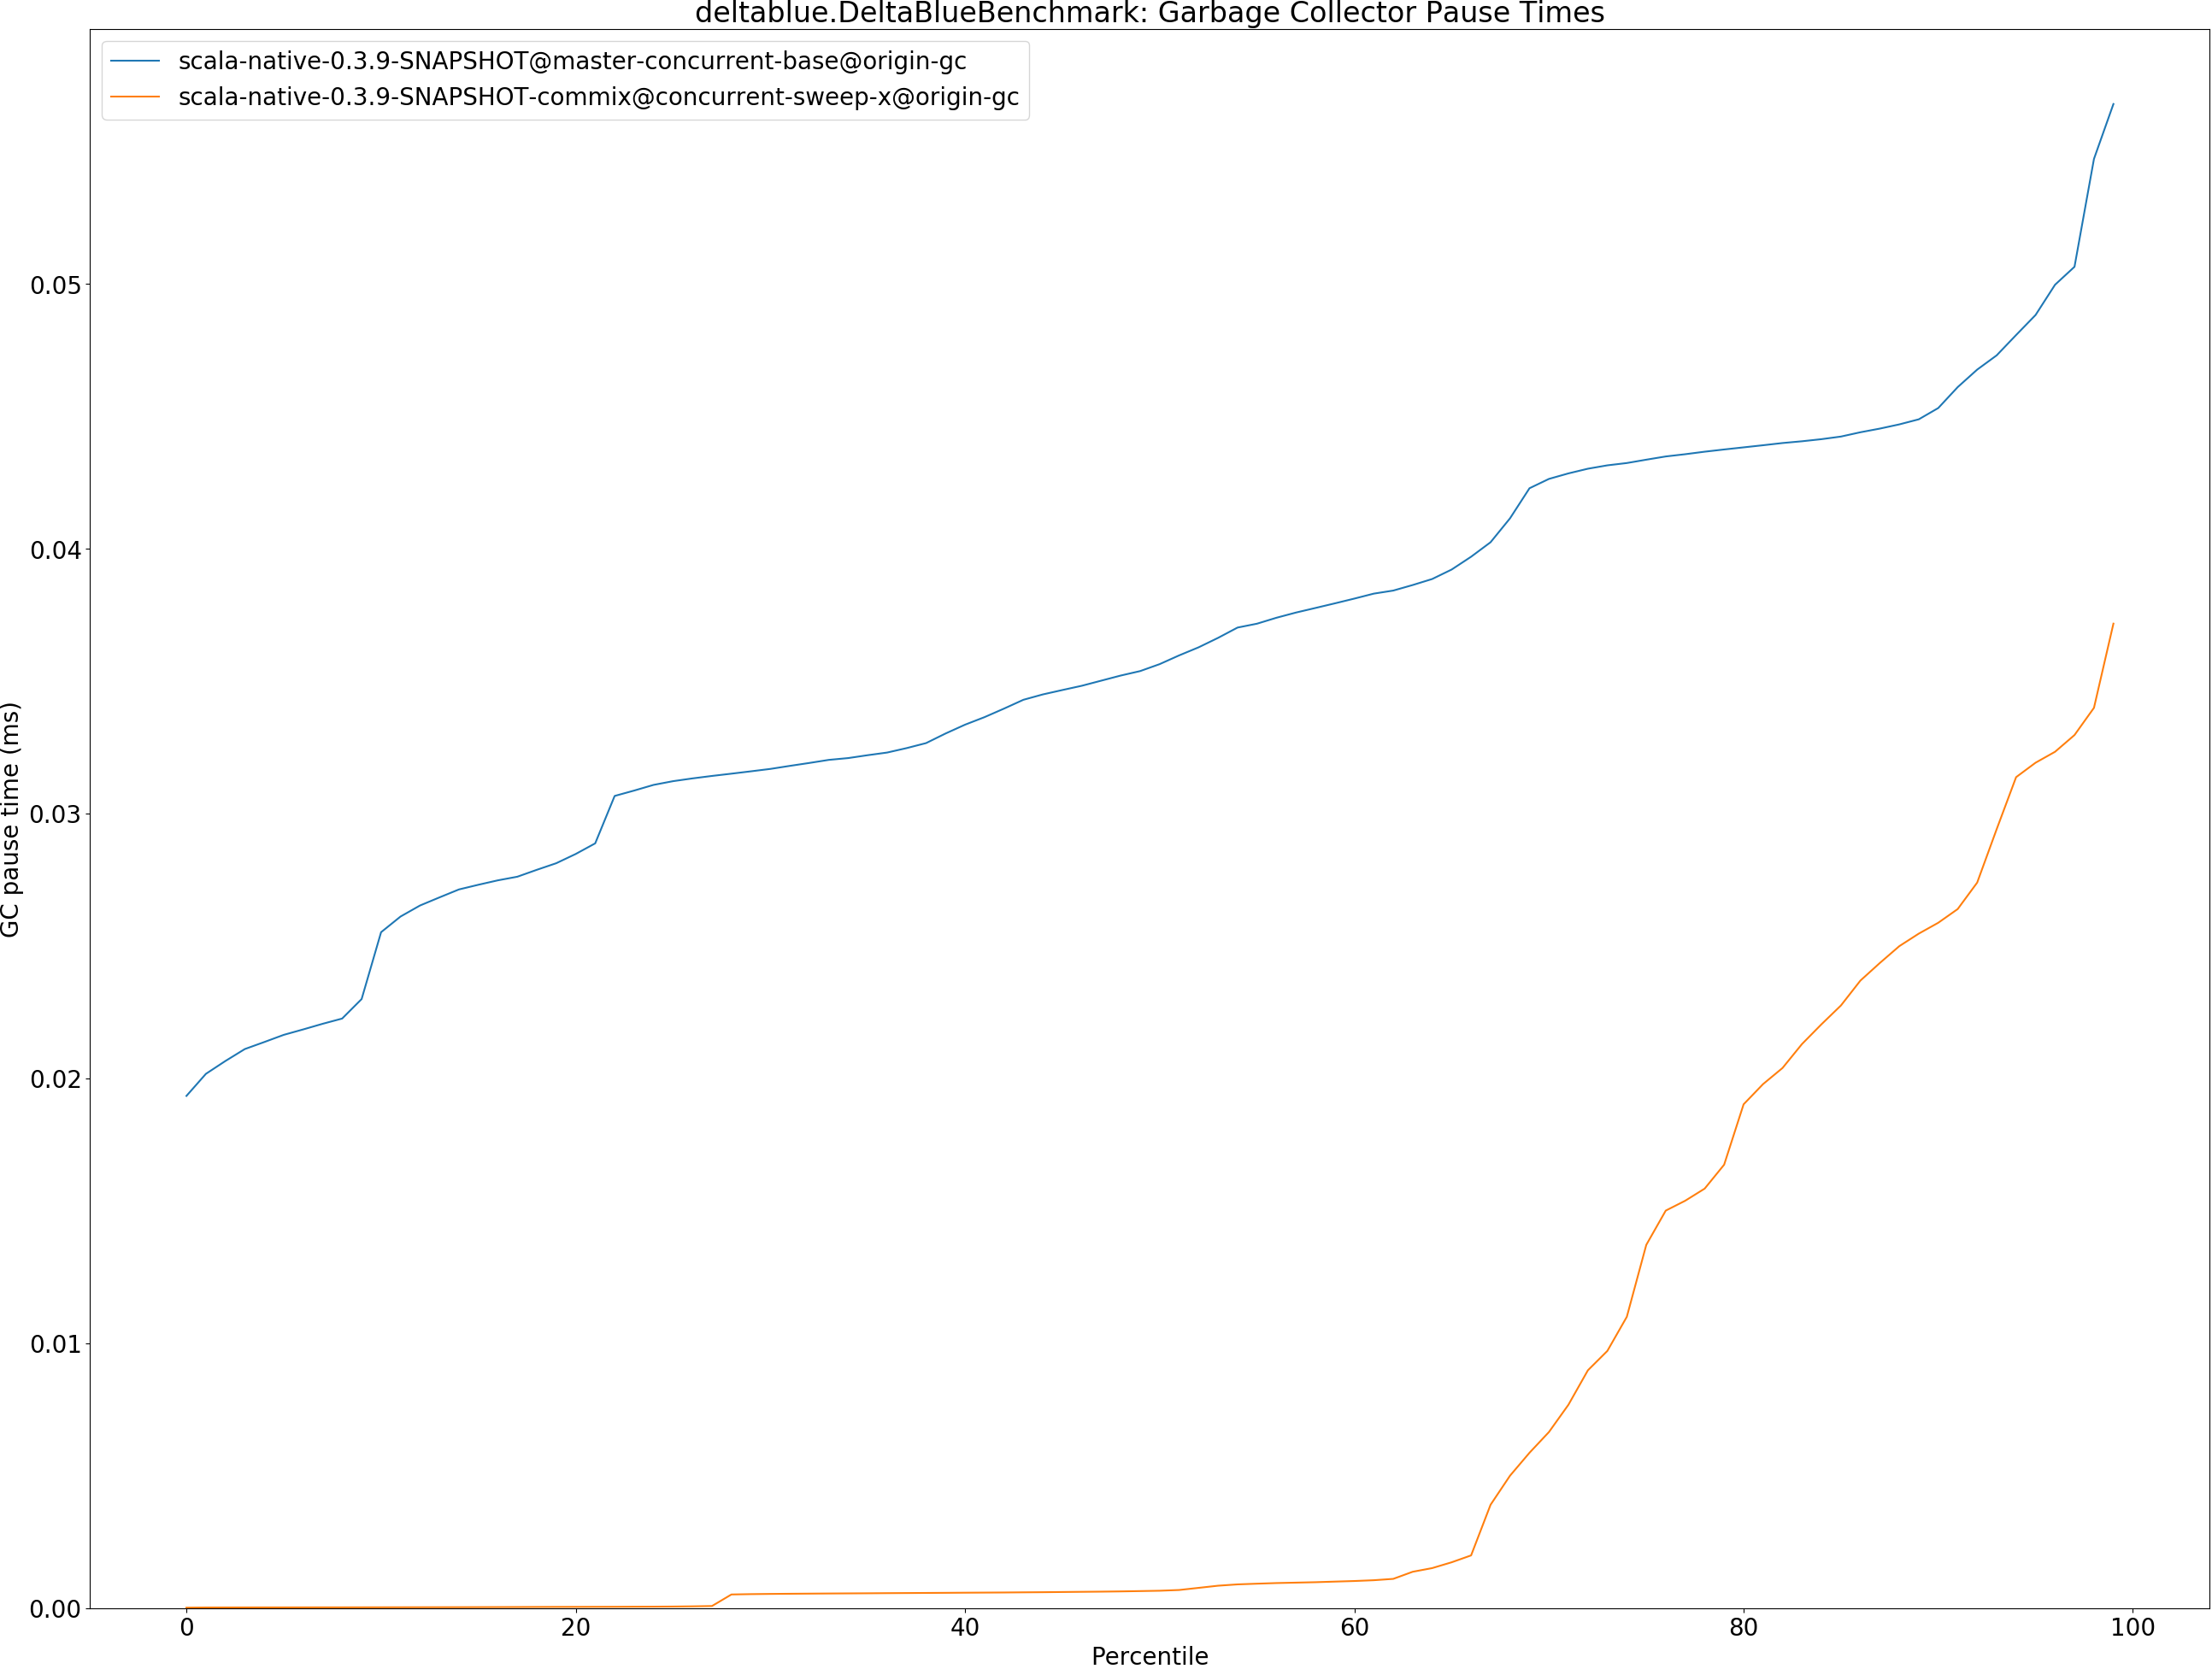 deltablue.DeltaBlueBenchmark: Garbage Collector Pause Times
scala-native-0.3.9-SNAPSHOT@master-concurrent-base@origin-gc
scala-native-0.3.9-SNAPSHOT-commix@concurrent-sweep-x@origin-gc
GC pause time (ms)
0.05
0.04
0.03
0.02
0.01
0.00
0 20 40 60 80 100
Percentile